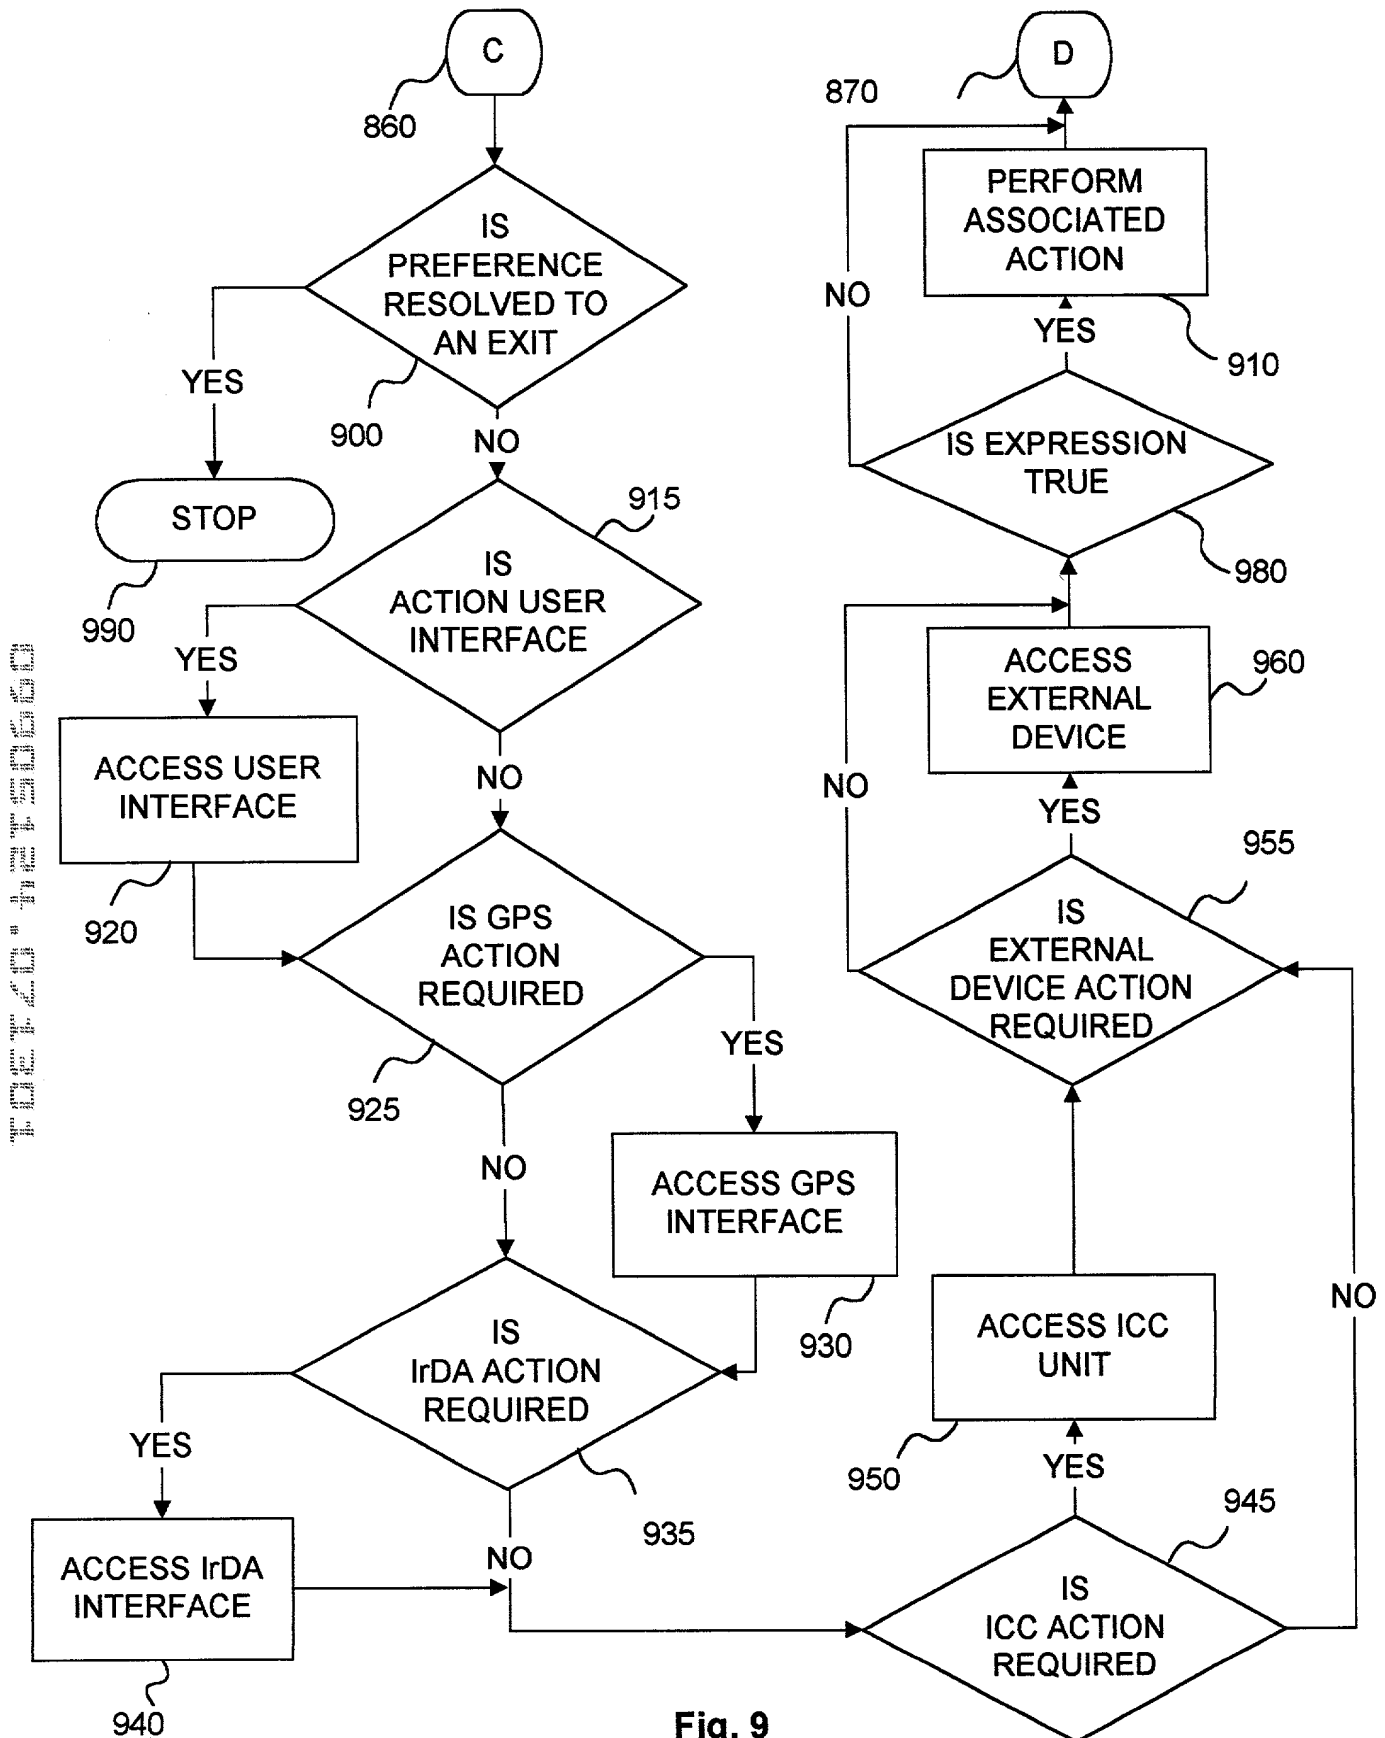 C
860
IS
PREFERENCE
RESOLVED TO
AN EXIT
900
YES
NO
STOP
990
915
IS
ACTION USER
INTERFACE
YES
NO
ACCESS USER
INTERFACE
920
IS GPS
ACTION
REQUIRED
925
YES
NO
ACCESS GPS
INTERFACE
930
IS
IrDA ACTION
REQUIRED
935
YES
NO
ACCESS IrDA
INTERFACE
940
D
870
PERFORM
ASSOCIATED
ACTION
910
NO
YES
IS EXPRESSION
TRUE
980
ACCESS
EXTERNAL
DEVICE
960
NO
YES
955
IS
EXTERNAL
DEVICE ACTION
REQUIRED
ACCESS ICC
UNIT
950
YES
NO
945
IS
ICC ACTION
REQUIRED
Fig. 9